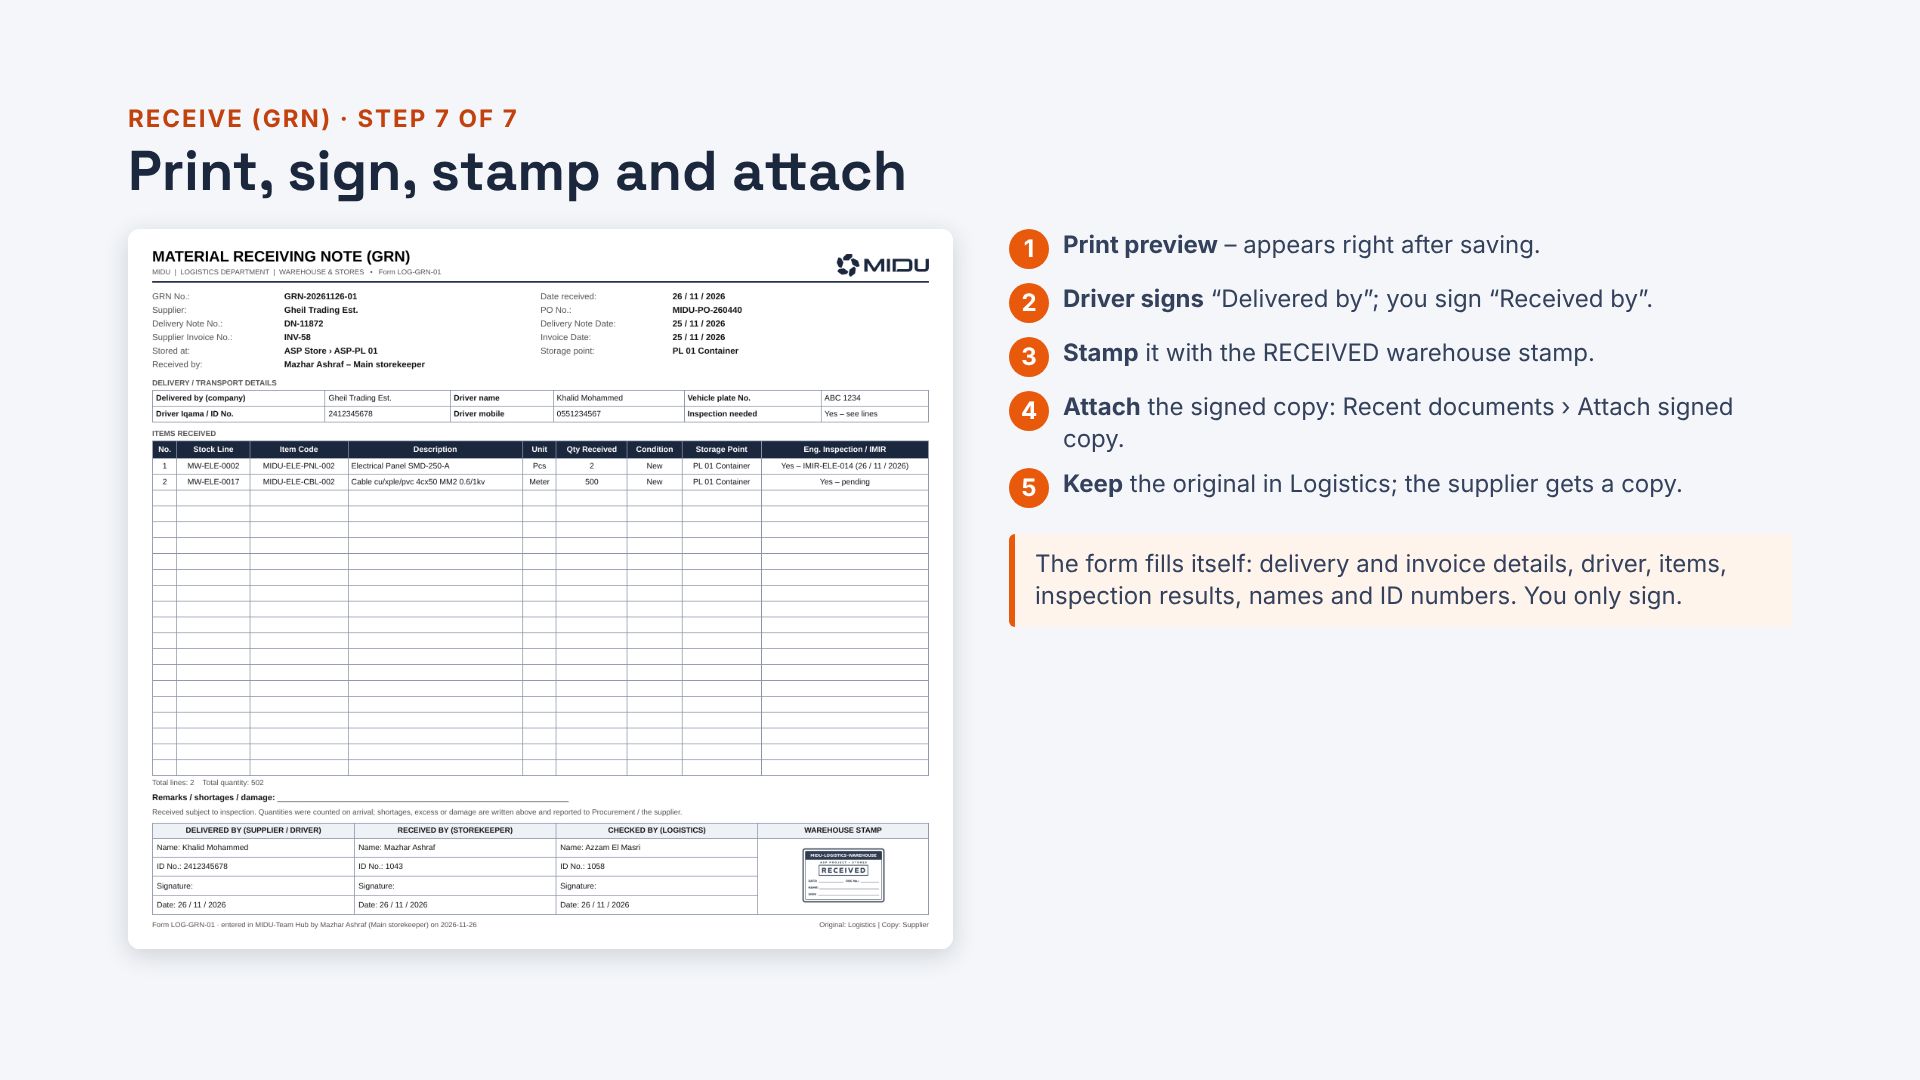 RECEIVE (GRN) · STEP 7 OF 7
Print, sign, stamp and attach
MATERIAL RECEIVING NOTE (GRN)
MIDU | LOGISTICS DEPARTMENT | WAREHOUSE & STORES • Form LOG-GRN-01
MIDU
GRN No.: GRN-20261126-01 Date received: 26 / 11 / 2026
Supplier: Gheil Trading Est. PO No.: MIDU-PO-260440
Delivery Note No.: DN-11872 Delivery Note Date: 25 / 11 / 2026
Supplier Invoice No.: INV-58 Invoice Date: 25 / 11 / 2026
Stored at: ASP Store › ASP-PL 01 Storage point: PL 01 Container
Received by: Mazhar Ashraf – Main storekeeper
DELIVERY / TRANSPORT DETAILS
Delivered by (company) Gheil Trading Est. Driver name Khalid Mohammed Vehicle plate No. ABC 1234
Driver Iqama / ID No. 2412345678 Driver mobile 0551234567 Inspection needed Yes – see lines
ITEMS RECEIVED
No. Stock Line Item Code Description Unit Qty Received Condition Storage Point Eng. Inspection / IMIR
1 MW-ELE-0002 MIDU-ELE-PNL-002 Electrical Panel SMD-250-A Pcs 2 New PL 01 Container Yes – IMIR-ELE-014 (26 / 11 / 2026)
2 MW-ELE-0017 MIDU-ELE-CBL-002 Cable cu/xple/pvc 4cx50 MM2 0.6/1kv Meter 500 New PL 01 Container Yes – pending
Total lines: 2 Total quantity: 502
Remarks / shortages / damage:
Received subject to inspection. Quantities were counted on arrival; shortages, excess or damage are written above and reported to Procurement / the supplier.
DELIVERED BY (SUPPLIER / DRIVER) RECEIVED BY (STOREKEEPER) CHECKED BY (LOGISTICS) WAREHOUSE STAMP
Name: Khalid Mohammed Name: Mazhar Ashraf Name: Azzam El Masri
ID No.: 2412345678 ID No.: 1043 ID No.: 1058
Signature: Signature: Signature:
Date: 26 / 11 / 2026 Date: 26 / 11 / 2026 Date: 26 / 11 / 2026
MIDU-LOGISTICS-WAREHOUSE
RECEIVED
Form LOG-GRN-01 · entered in MIDU-Team Hub by Mazhar Ashraf (Main storekeeper) on 2026-11-26 Original: Logistics | Copy: Supplier
1 Print preview – appears right after saving.
2 Driver signs “Delivered by”; you sign “Received by”.
3 Stamp it with the RECEIVED warehouse stamp.
4 Attach the signed copy: Recent documents › Attach signed
copy.
5 Keep the original in Logistics; the supplier gets a copy.
The form fills itself: delivery and invoice details, driver, items,
inspection results, names and ID numbers. You only sign.